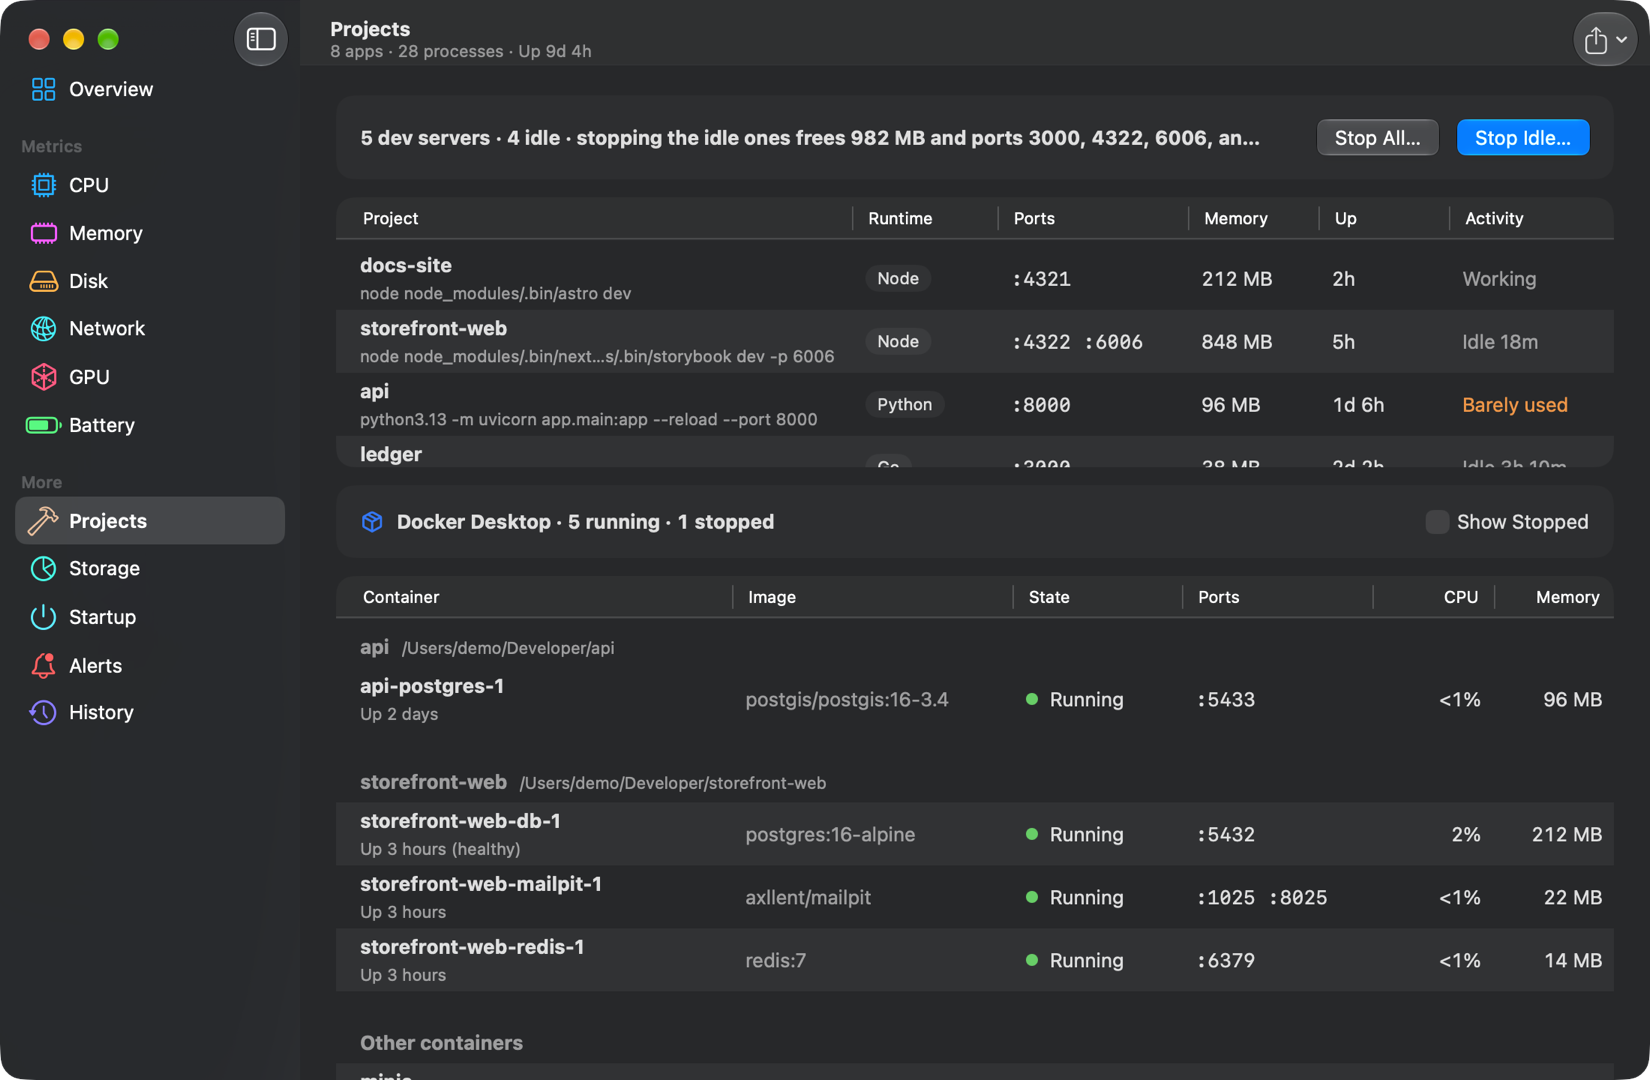 Projects
8 apps · 28 processes · Up 9d 4h
Overview
Metrics
CPU
Memory
Disk
Network
GPU
Battery
More
Projects
Storage
Startup
Alerts
History
5 dev servers · 4 idle · stopping the idle ones frees 982 MB and ports 3000, 4322, 6006, an...
Stop All...
Stop Idle...
Project Runtime Ports Memory Up Activity
docs-site
node node_modules/.bin/astro dev
Node :4321 212 MB 2h Working
storefront-web
node node_modules/.bin/next...s/.bin/storybook dev -p 6006
Node :4322 :6006 848 MB 5h Idle 18m
api
python3.13 -m uvicorn app.main:app --reload --port 8000
Python :8000 96 MB 1d 6h Barely used
ledger
Go :3000 38 MB 2d 2h Idle 3h 10m
Docker Desktop · 5 running · 1 stopped
Show Stopped
Container Image State Ports CPU Memory
api /Users/demo/Developer/api
api-postgres-1
Up 2 days
postgis/postgis:16-3.4 Running :5433 <1% 96 MB
storefront-web /Users/demo/Developer/storefront-web
storefront-web-db-1
Up 3 hours (healthy)
postgres:16-alpine Running :5432 2% 212 MB
storefront-web-mailpit-1
Up 3 hours
axllent/mailpit Running :1025 :8025 <1% 22 MB
storefront-web-redis-1
Up 3 hours
redis:7 Running :6379 <1% 14 MB
Other containers